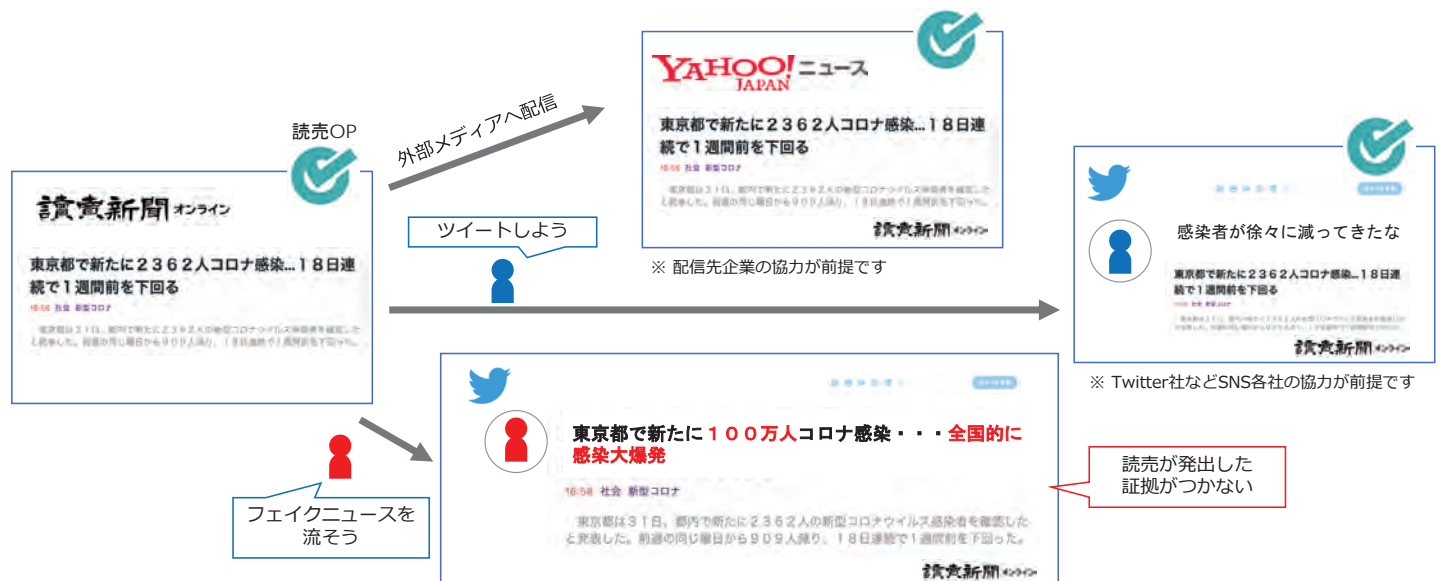 読売OP
讀賣新聞オンライン
東京都で新たに2362人コロナ感染…18日連
続で1週間前を下回る
16:58 社会 新型コロナ
外部メディアへ配信
YAHOO!ニュース
JAPAN
東京都で新たに2362人コロナ感染…18日連
続で1週間前を下回る
16:58 社会 新型コロナ
讀賣新聞オンライン
※ 配信先企業の協力が前提です
ツイートしよう
感染者が徐々に減ってきたな
東京都で新たに2362人コロナ感染…18日連
続で1週間前を下回る
讀賣新聞オンライン
※ Twitter社などSNS各社の協力が前提です
フェイクニュースを
流そう
東京都で新たに100万人コロナ感染・・・全国的に
感染大爆発
16:58 社会 新型コロナ
東京都は31日、都内で新たに2362人の新型コロナウイルス感染者を確認した
と発表した。前週の同じ曜日から909人減り、18日連続で1週間前を下回った。
讀賣新聞オンライン
読売が発出した
証拠がつかない